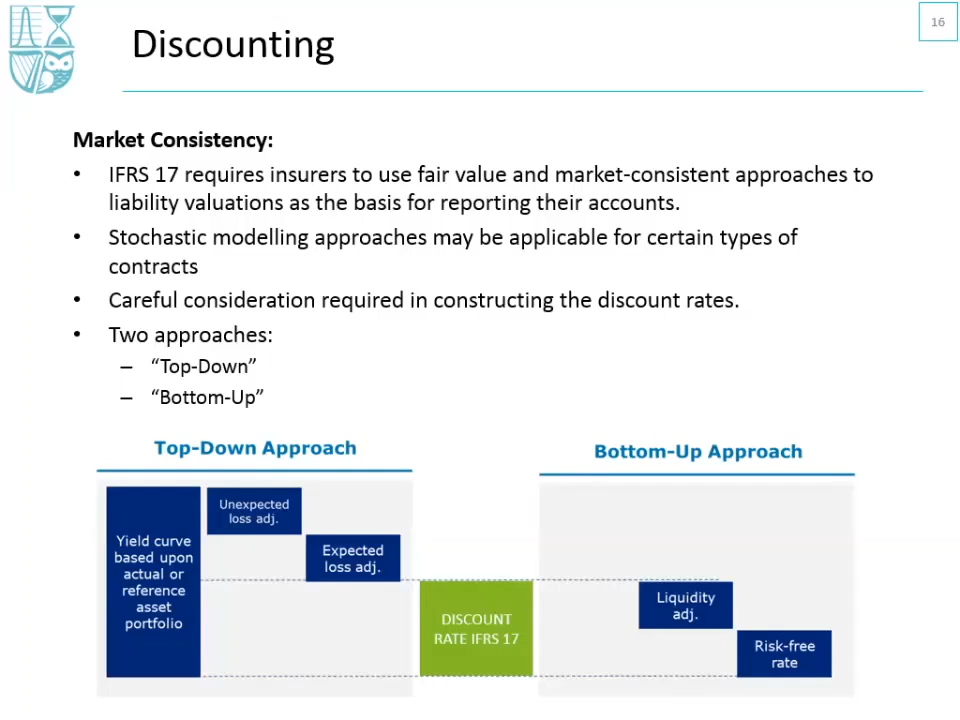 16
Discounting
Market Consistency:
• IFRS 17 requires insurers to use fair value and market-consistent approaches to
liability valuations as the basis for reporting their accounts.
• Stochastic modelling approaches may be applicable for certain types of
contracts
• Careful consideration required in constructing the discount rates.
• Two approaches:
– “Top-Down”
– “Bottom-Up”
Top-Down Approach
Yield curve
based upon
actual or
reference
asset
portfolio
Unexpected
loss adj.
Expected
loss adj.
DISCOUNT
RATE IFRS 17
Bottom-Up Approach
Liquidity
adj.
Risk-free
rate